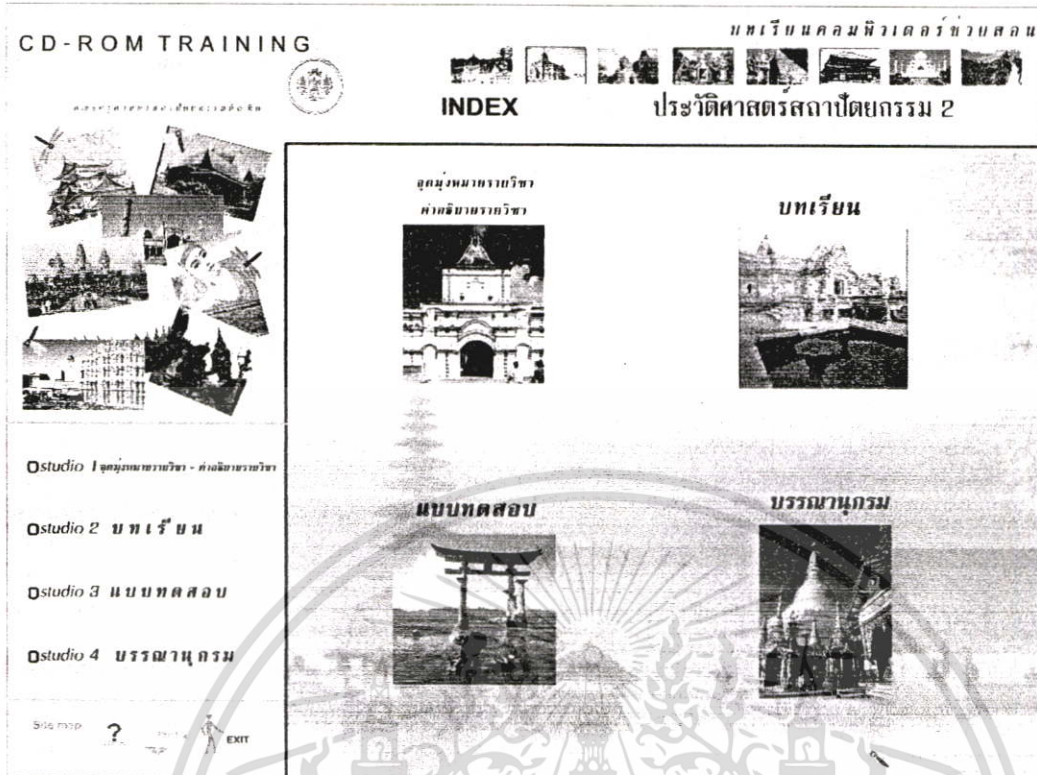 CD-ROM TRAINING
บทเรียนคอมพิวเตอร์ช่วยสอน
INDEX
ประวัติศาสตร์สถาปัตยกรรม 2
จุดมุ่งหมายรายวิชา
คำอธิบายรายวิชา
บทเรียน
แบบทดสอบ
บรรณานุกรม
studio 1 จุดมุ่งหมายรายวิชา - คำอธิบายรายวิชา
studio 2 บทเรียน
studio 3 แบบทดสอบ
studio 4 บรรณานุกรม
Site map
?
EXIT